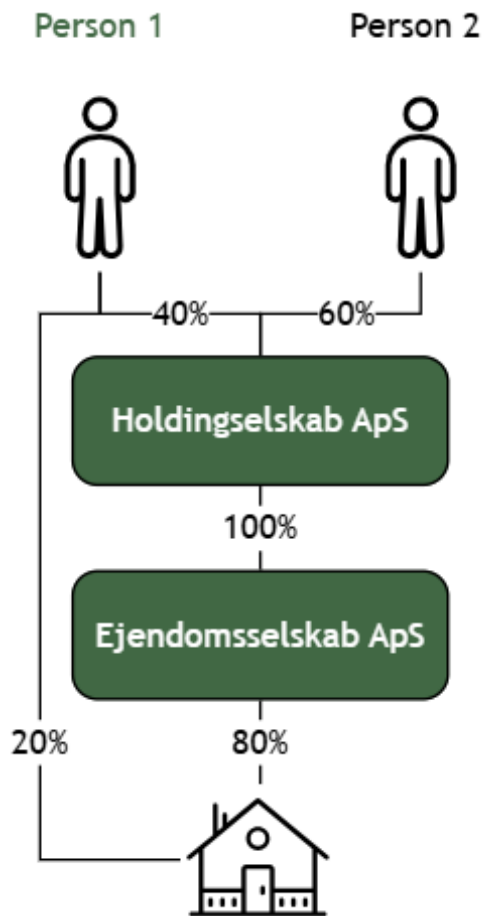 Person 1
Person 2
40%
60%
Holdingselskab ApS
100%
Ejendomsselskab ApS
20%
80%